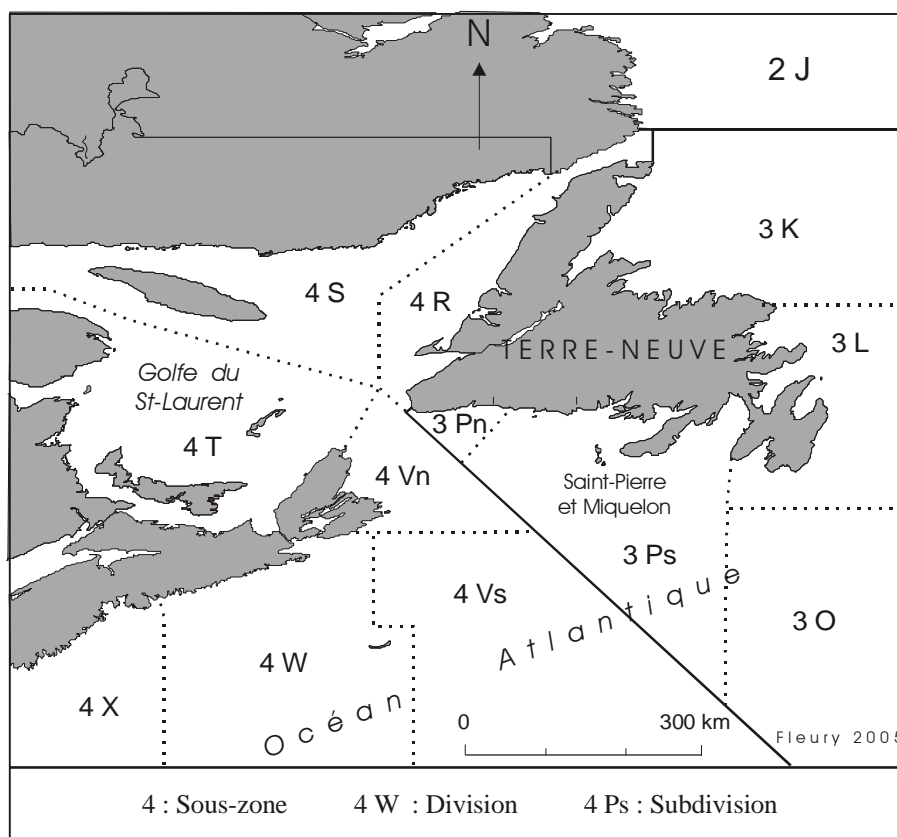 N
2 J
3 K
4 S
4 R
TERRE-NEUVE
3 L
Golfe du
St-Laurent
3 Pn
4 T
4 Vn
Saint-Pierre
et Miquelon
3 Ps
4 Vs
Océan Atlantique
3 O
4 W
4 X
0 300 km
Fleury 2005
4 : Sous-zone 4 W : Division 4 Ps : Subdivision